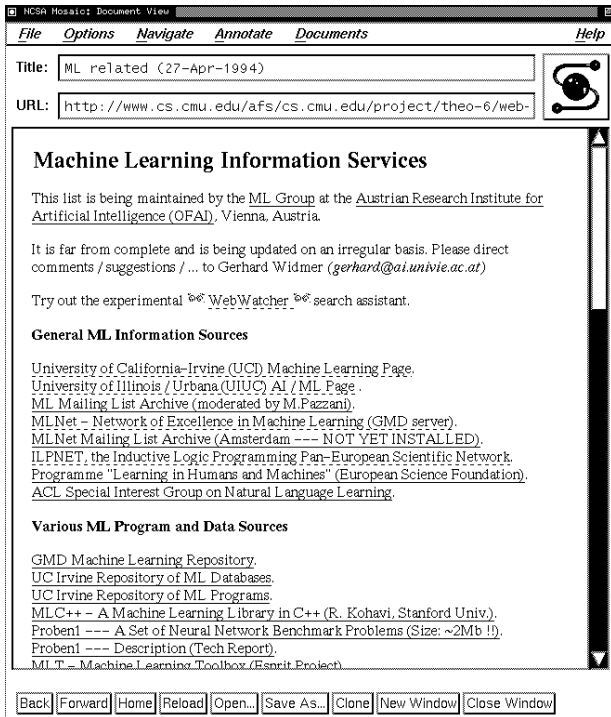 NCSA Mosaic: Document View
File Options Navigate Annotate Documents Help
Title: ML related (27-Apr-1994)
URL: http://www.cs.cmu.edu/afs/cs.cmu.edu/project/theo-6/web-
Machine Learning Information Services
This list is being maintained by the ML Group at the Austrian Research Institute for
Artificial Intelligence (OFAI), Vienna, Austria.
It is far from complete and is being updated on an irregular basis. Please direct
comments / suggestions / ... to Gerhard Widmer (gerhard@ai.univie.ac.at)
Try out the experimental WebWatcher search assistant.
General ML Information Sources
University of California-Irvine (UCI) Machine Learning Page.
University of Illinois / Urbana (UIUC) AI / ML Page .
ML Mailing List Archive (moderated by M.Pazzani).
MLNet - Network of Excellence in Machine Learning (GMD server).
MLNet Mailing List Archive (Amsterdam --- NOT YET INSTALLED).
ILPNET, the Inductive Logic Programming Pan-European Scientific Network.
Programme "Learning in Humans and Machines" (European Science Foundation).
ACL Special Interest Group on Natural Language Learning.
Various ML Program and Data Sources
GMD Machine Learning Repository.
UC Irvine Repository of ML Databases.
UC Irvine Repository of ML Programs.
MLC++ - A Machine Learning Library in C++ (R. Kohavi, Stanford Univ.).
Proben1 --- A Set of Neural Network Benchmark Problems (Size: ~2Mb !!).
Proben1 --- Description (Tech Report).
MLT - Machine Learning Toolbox (Esprit Project)
Back Forward Home Reload Open... Save As... Clone New Window Close Window